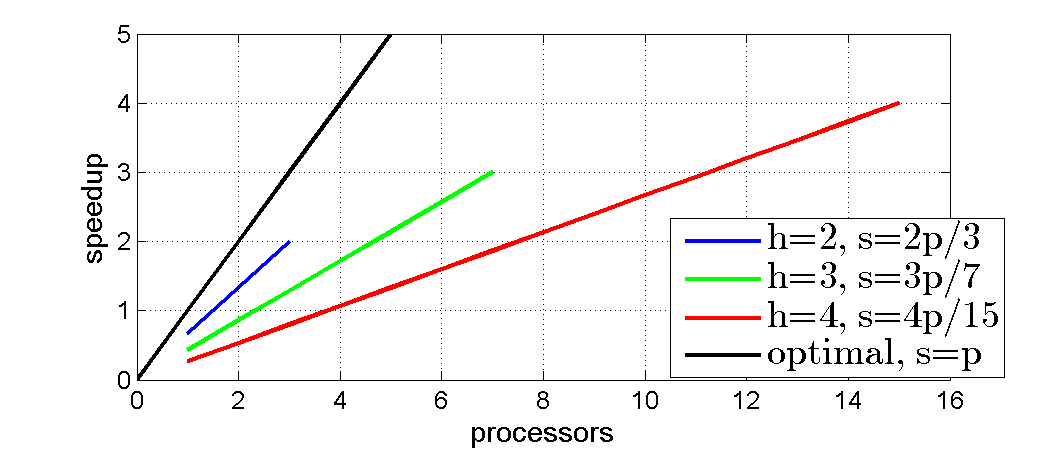 5
4
3
2
1
0
speedup
0 2 4 6 8 10 12 14 16
processors
h=2, s=2p/3
h=3, s=3p/7
h=4, s=4p/15
optimal, s=p